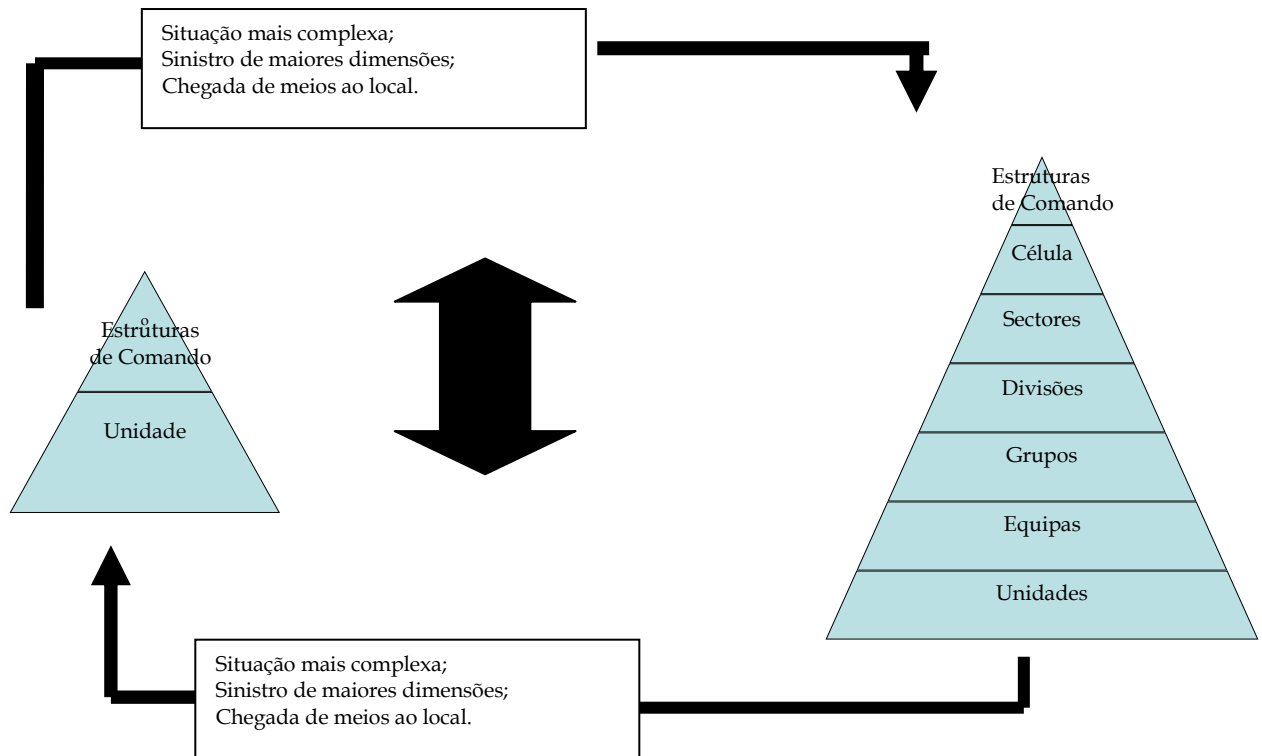 Situação mais complexa;
Sinistro de maiores dimensões;
Chegada de meios ao local.
Estruturas
de Comando
Célula
Sectores
Divisões
Grupos
Equipas
Unidades
o
Estruturas
de Comando
Unidade
Situação mais complexa;
Sinistro de maiores dimensões;
Chegada de meios ao local.